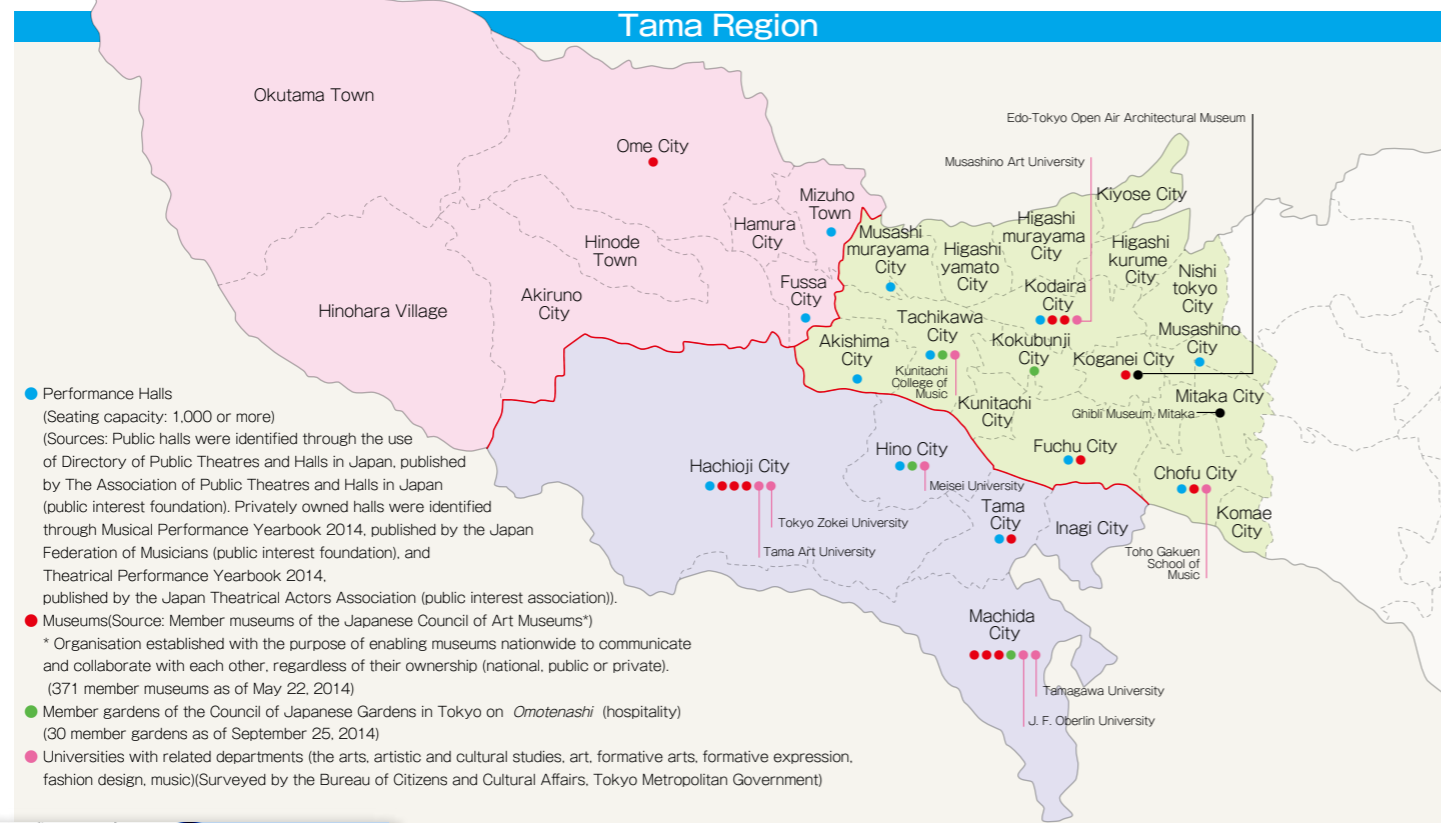 Tama Region
Okutama Town
Ome City
Edo-Tokyo Open Air Architectural Museum
Musashino Art University
Mizuho
Town
Hamura
City
Hinode
Town
Fussa
City
Akiruno
City
Hinohara Village
Kiyose City
Musashi
murayama
City
Higashi
yamato
City
Higashi
murayama
City
Higashi
kurume
City
Nishi
tokyo
City
Kodaira
City
Musashino
City
Tachikawa
City
Kunitachi
College of
Music
Akishima
City
Kokubunji
City
Koganei City
Mitaka City
Ghibli Museum, Mitaka
Kunitachi
City
Fuchu City
Chofu City
Komae
City
Toho Gakuen
School of
Music
Hachioji City
Tokyo Zokei University
Tama Art University
Hino City
Meisei University
Tama
City
Inagi City
Machida
City
Tamagawa University
J. F. Oberlin University
Performance Halls
(Seating capacity: 1,000 or more)
(Sources: Public halls were identified through the use
of Directory of Public Theatres and Halls in Japan, published
by The Association of Public Theatres and Halls in Japan
(public interest foundation). Privately owned halls were identified
through Musical Performance Yearbook 2014, published by the Japan
Federation of Musicians (public interest foundation), and
Theatrical Performance Yearbook 2014,
published by the Japan Theatrical Actors Association (public interest association)).
Museums(Source: Member museums of the Japanese Council of Art Museums*)
* Organisation established with the purpose of enabling museums nationwide to communicate
and collaborate with each other, regardless of their ownership (national, public or private).
(371 member museums as of May 22, 2014)
Member gardens of the Council of Japanese Gardens in Tokyo on Omotenashi (hospitality)
(30 member gardens as of September 25, 2014)
Universities with related departments (the arts, artistic and cultural studies, art, formative arts, formative expression,
fashion design, music)(Surveyed by the Bureau of Citizens and Cultural Affairs, Tokyo Metropolitan Government)